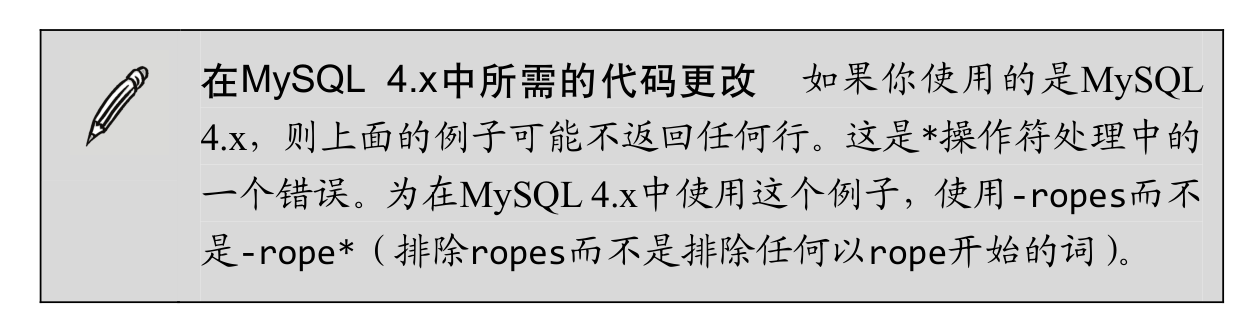 在MySQL 4.x中所需的代码更改 如果你使用的是MySQL
4.x，则上面的例子可能不返回任何行。这是*操作符处理中的
一个错误。为在MySQL 4.x中使用这个例子，使用-ropes而不
是-rope*（排除ropes而不是排除任何以rope开始的词）。